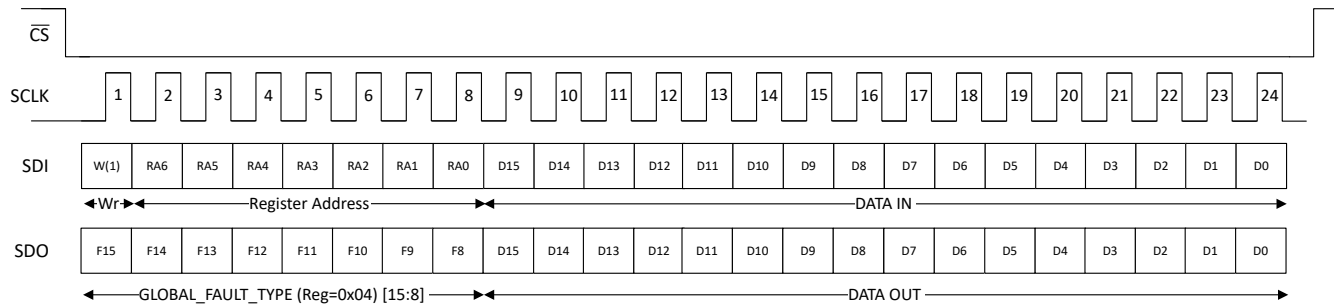 CS
SCLK 1 2 3 4 5 6 7 8 9 10 11 12 13 14 15 16 17 18 19 20 21 22 23 24
SDI W(1) RA6 RA5 RA4 RA3 RA2 RA1 RA0 D15 D14 D13 D12 D11 D10 D9 D8 D7 D6 D5 D4 D3 D2 D1 D0
Wr Register Address DATA IN
SDO F15 F14 F13 F12 F11 F10 F9 F8 D15 D14 D13 D12 D11 D10 D9 D8 D7 D6 D5 D4 D3 D2 D1 D0
GLOBAL_FAULT_TYPE (Reg=0x04) [15:8] DATA OUT